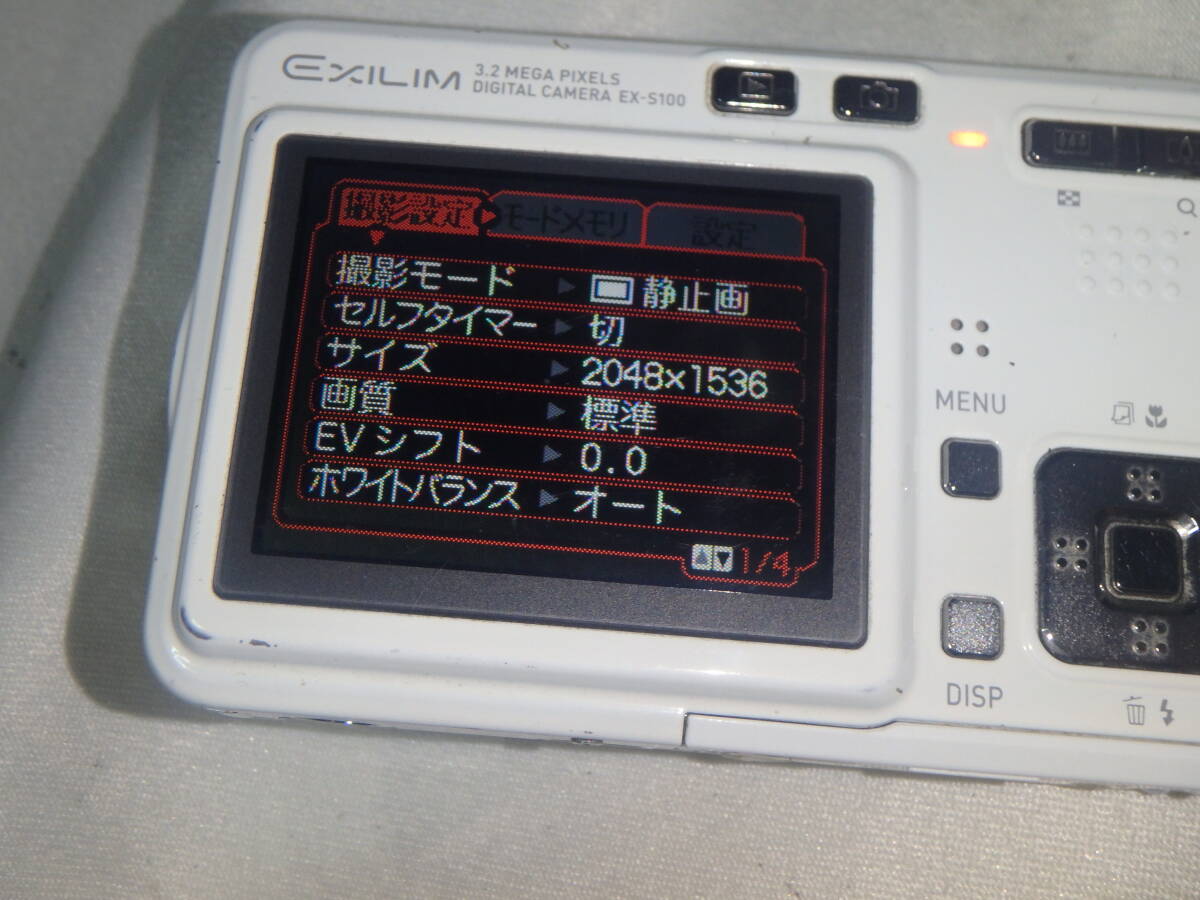 EXILIM 3.2 MEGA PIXELS
DIGITAL CAMERA EX-S100
撮影設定 モードメモリ 設定
撮影モード 静止画
セルフタイマー 切
サイズ 2048×1536
画質 標準
EVシフト 0.0
ホワイトバランス オート
1/4
MENU
DISP